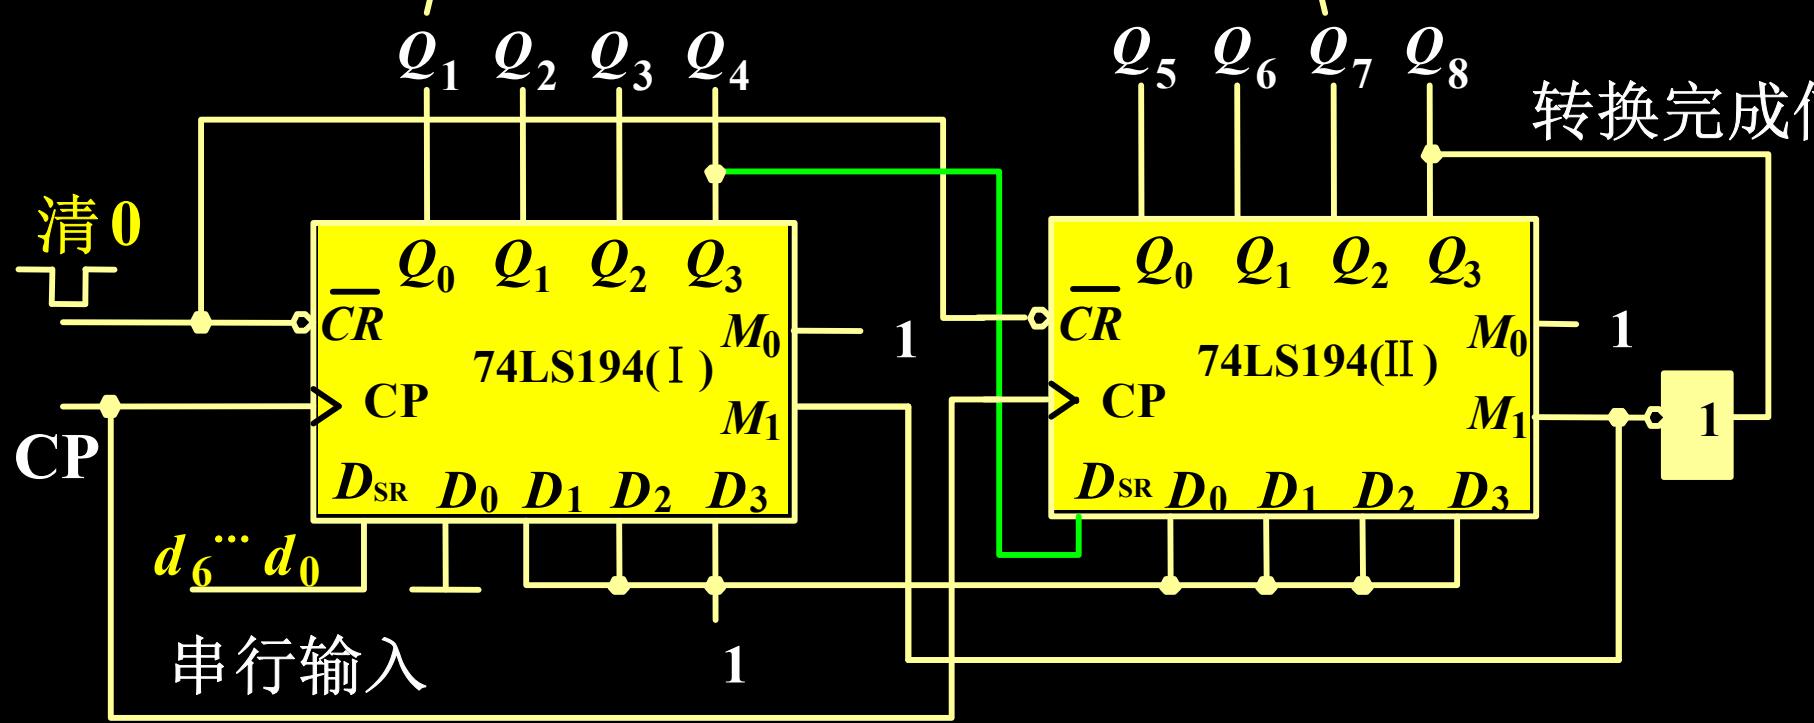 Q1 Q2 Q3 Q4 Q5 Q6 Q7 Q8
转换完成
清0
Q0 Q1 Q2 Q3 Q0 Q1 Q2 Q3
CR M0 1 CR M0 1
74LS194(Ⅰ) 74LS194(Ⅱ)
CP CP M1 CP M1 1
DSR D0 D1 D2 D3 DSR D0 D1 D2 D3
d6…d0
串行输入 1